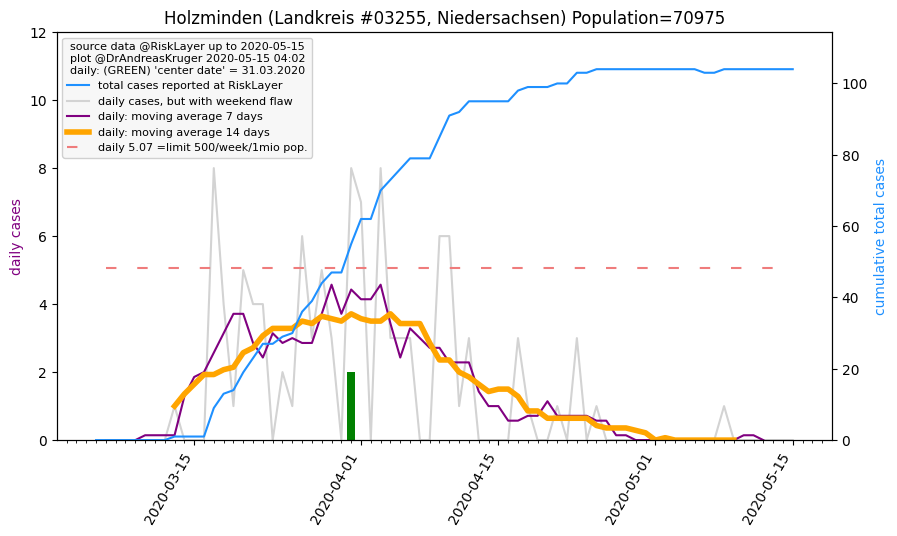 Holzminden (Landkreis #03255, Niedersachsen) Population=70975
source data @RiskLayer up to 2020-05-15
plot @DrAndreasKruger 2020-05-15 04:02
daily: (GREEN) 'center date' = 31.03.2020
total cases reported at RiskLayer
daily cases, but with weekend flaw
daily: moving average 7 days
daily: moving average 14 days
daily 5.07 =limit 500/week/1mio pop.
daily cases
12
10
8
6
4
2
0
100
80
60
40
20
0
cumulative total cases
2020-03-15
2020-04-01
2020-04-15
2020-05-01
2020-05-15